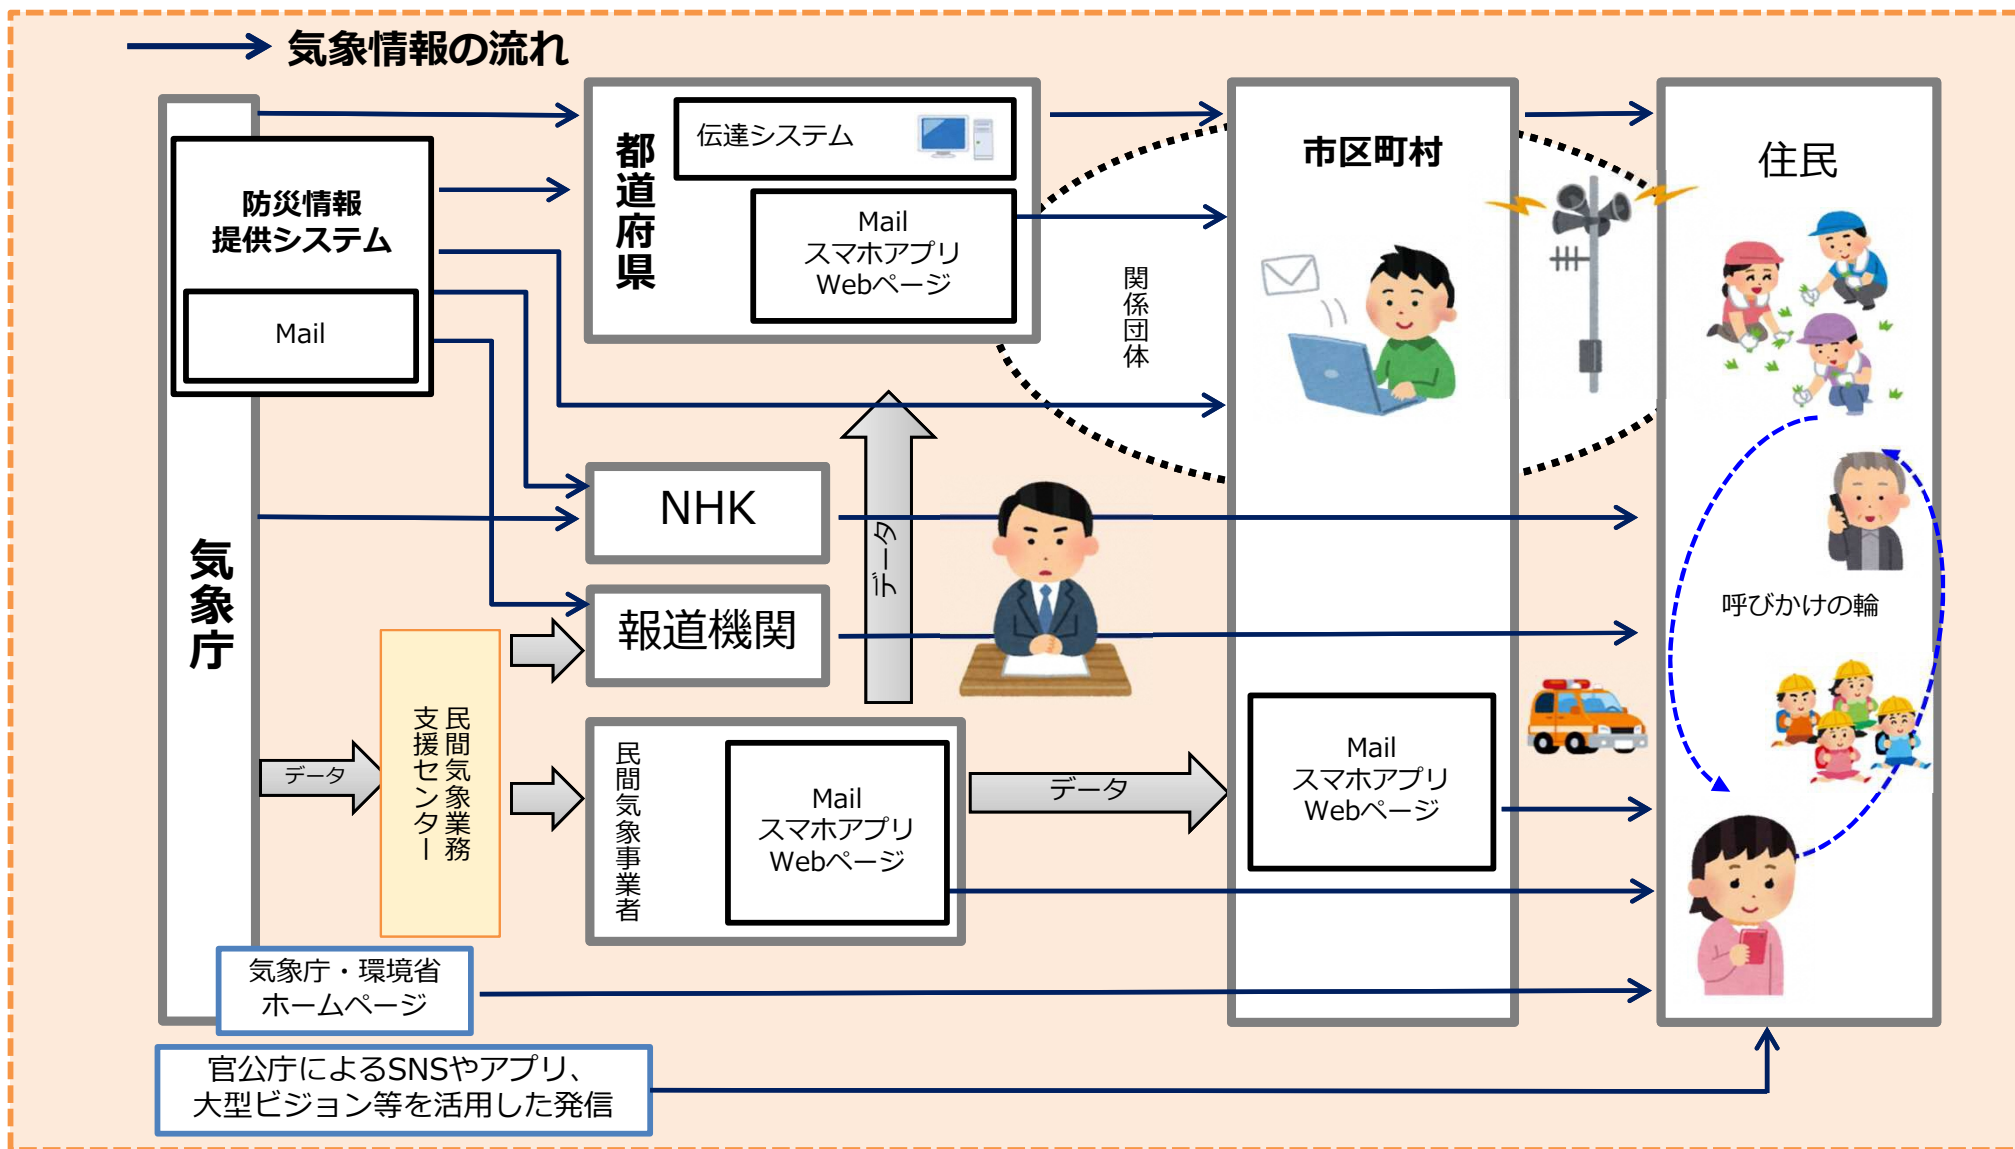 気象情報の流れ
気象庁
防災情報
提供システム
Mail
都道府県
伝達システム
Mail
スマホアプリ
Webページ
関係団体
市区町村
住民
NHK
報道機関
データ
データ
民間気象業務
支援センター
民間気象事業者
Mail
スマホアプリ
Webページ
データ
Mail
スマホアプリ
Webページ
呼びかけの輪
気象庁・環境省
ホームページ
官公庁によるSNSやアプリ、
大型ビジョン等を活用した発信